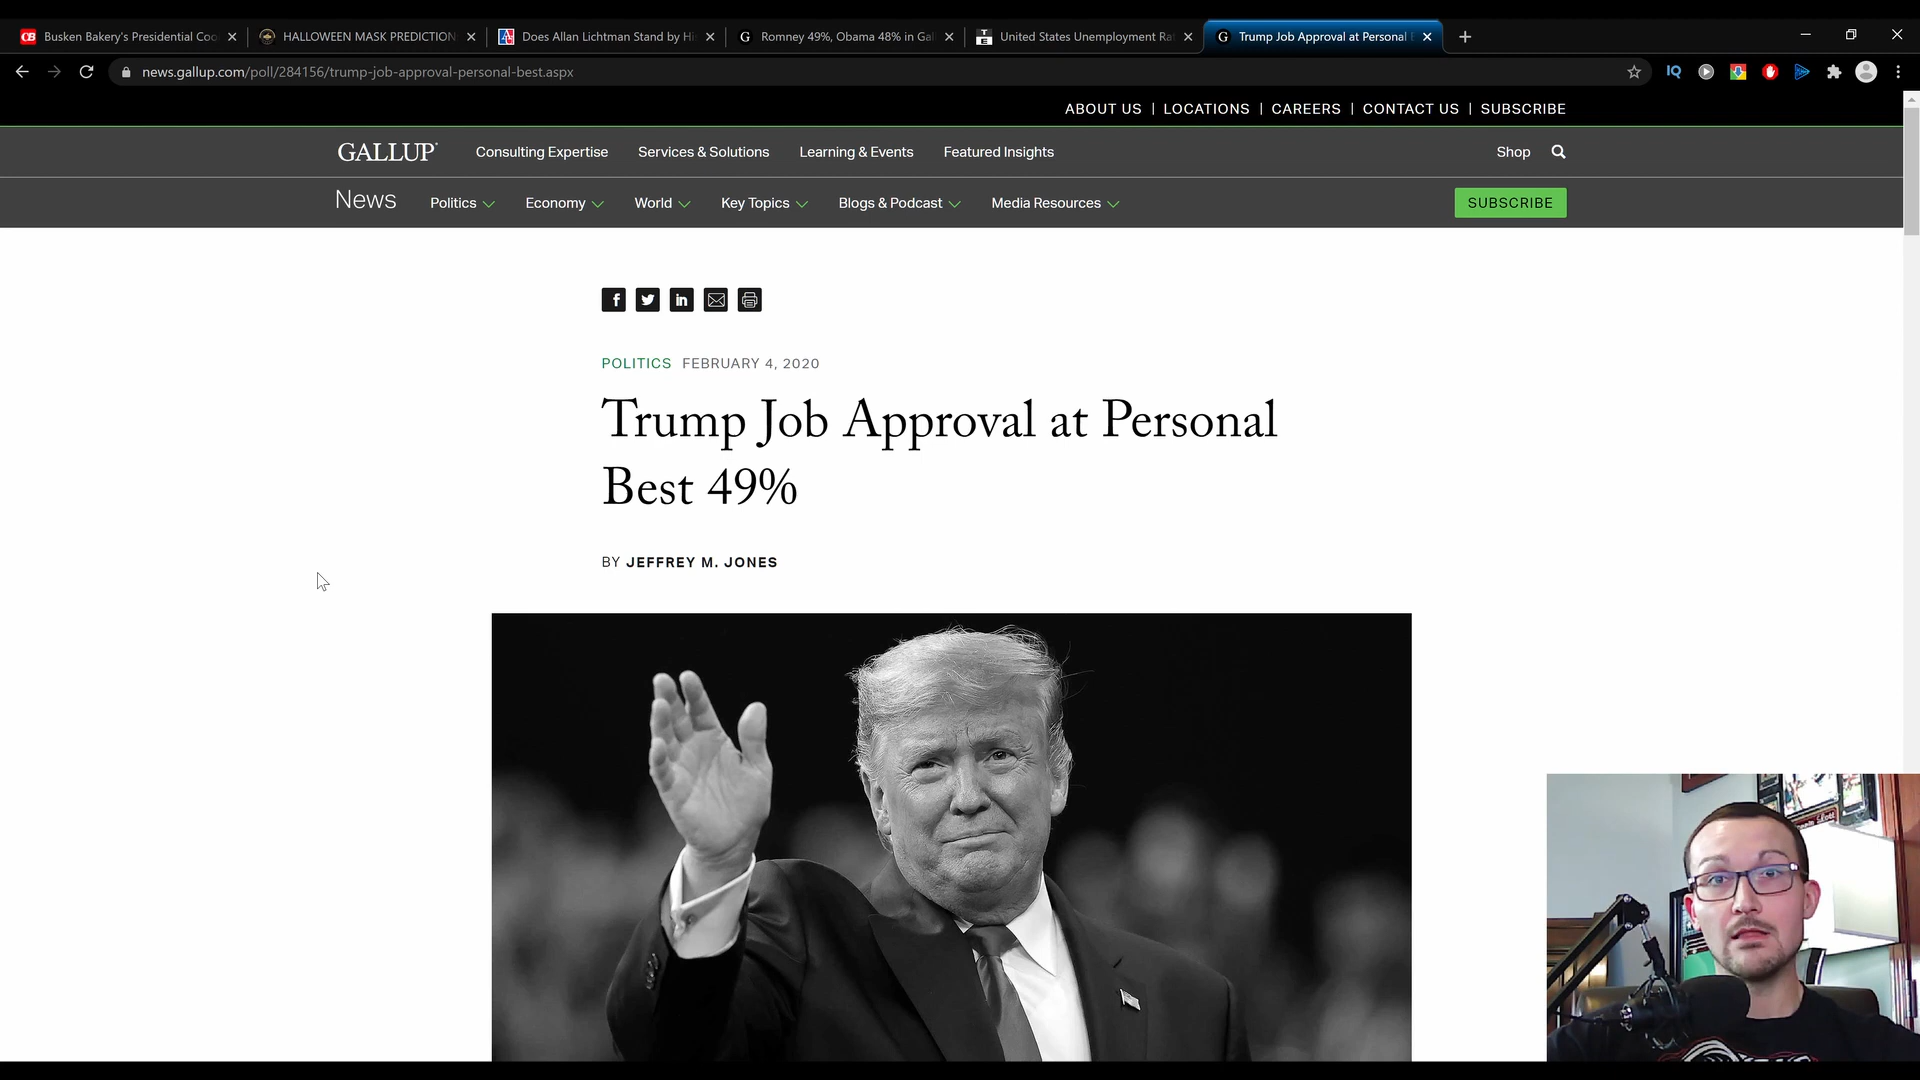 Busken Bakery's Presidential Coo
HALLOWEEN MASK PREDICTION
Does Allan Lichtman Stand by Hi
Romney 49%, Obama 48% in Gal
United States Unemployment Ra
Trump Job Approval at Personal
news.gallup.com/poll/284156/trump-job-approval-personal-best.aspx
IQ
ABOUT US | LOCATIONS | CAREERS | CONTACT US | SUBSCRIBE
GALLUP
Consulting Expertise
Services & Solutions
Learning & Events
Featured Insights
Shop
News
Politics
Economy
World
Key Topics
Blogs & Podcast
Media Resources
SUBSCRIBE
POLITICS FEBRUARY 4, 2020
Trump Job Approval at Personal
Best 49%
BY JEFFREY M. JONES